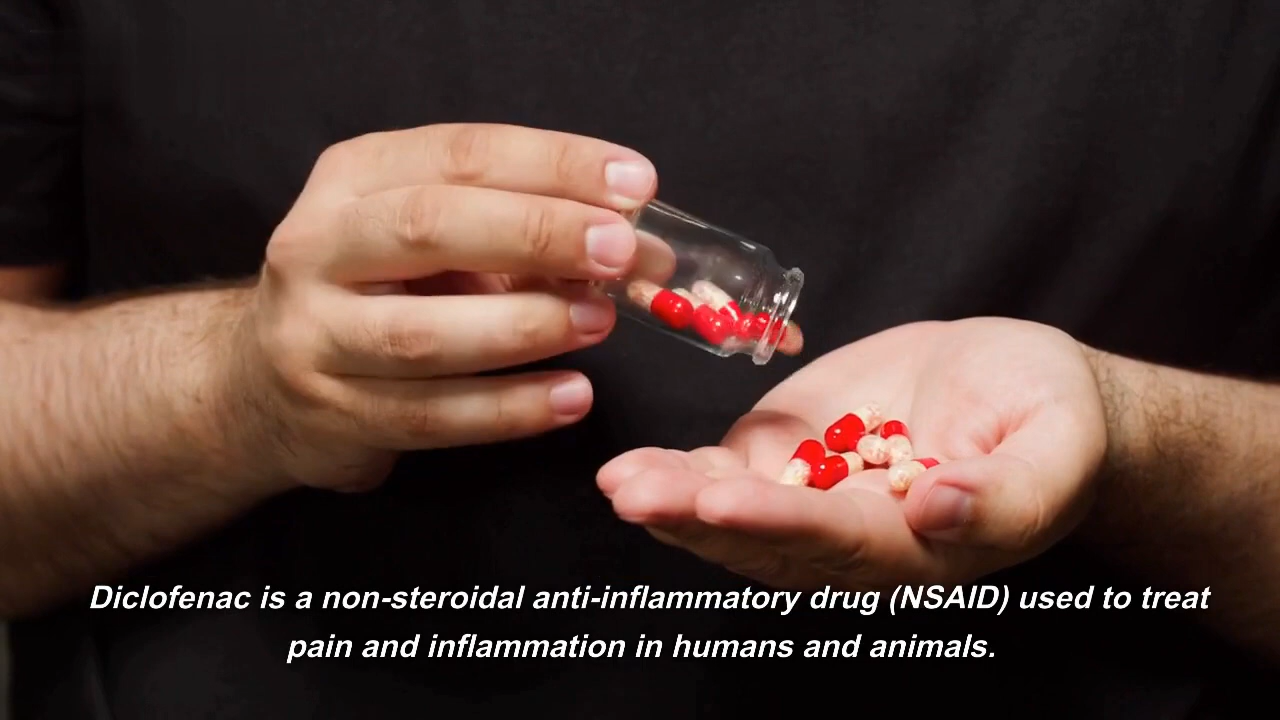 Diclofenac is a non-steroidal anti-inflammatory drug (NSAID) used to treat
pain and inflammation in humans and animals.